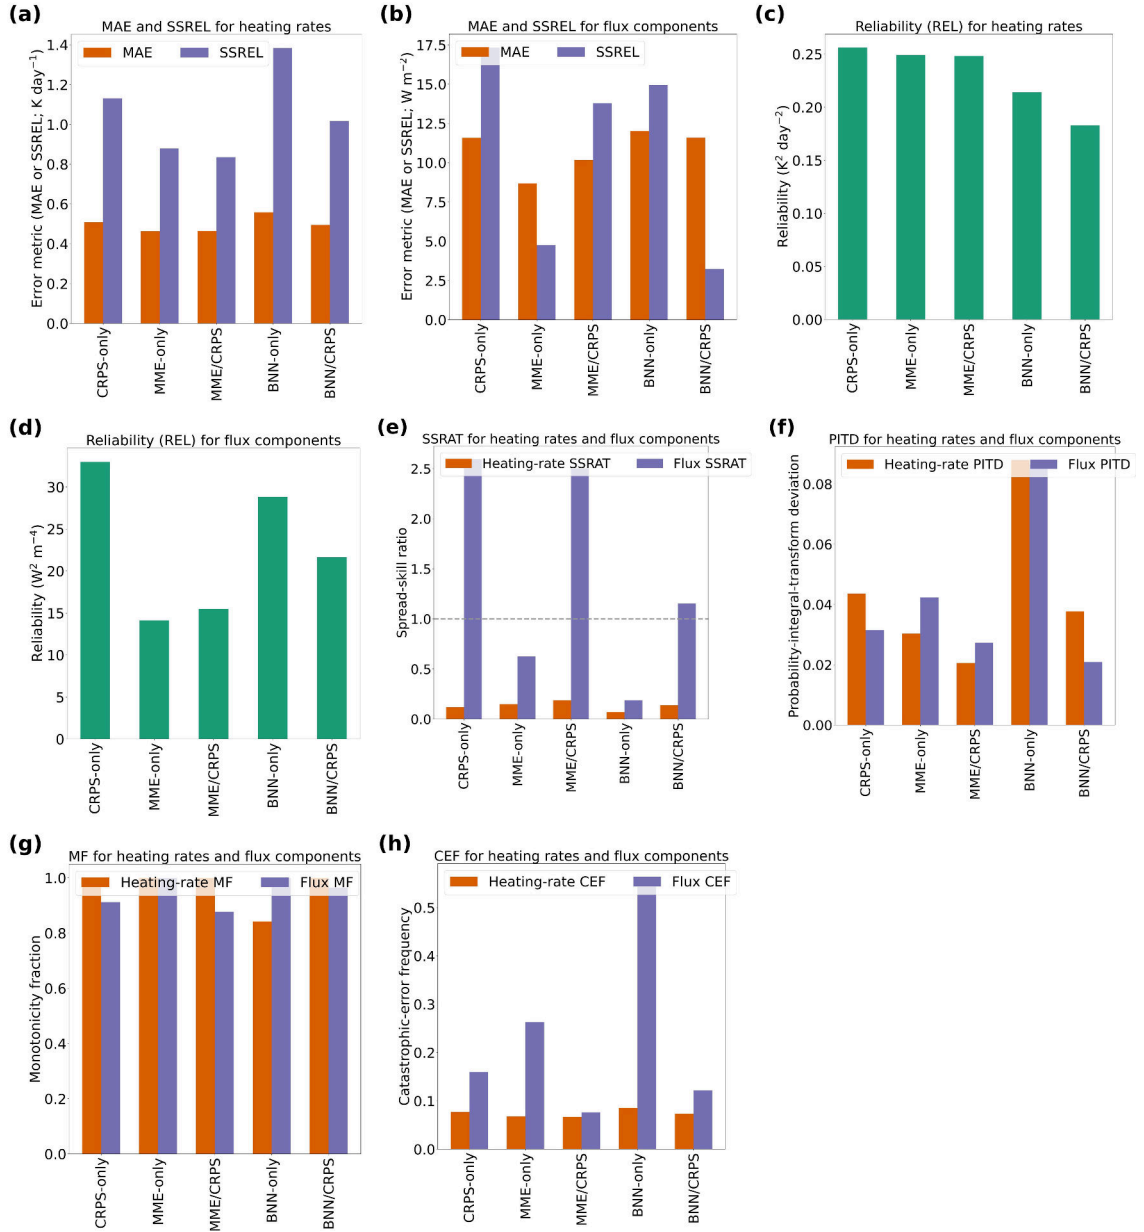 (a)
MAE and SSREL for heating rates
MAE
SSREL
Error metric (MAE or SSREL; K day⁻¹)
1.4
1.2
1.0
0.8
0.6
0.4
0.2
0.0
CRPS-only
MME-only
MME/CRPS
BNN-only
BNN/CRPS
(b)
MAE and SSREL for flux components
MAE
SSREL
Error metric (MAE or SSREL; W m⁻²)
17.5
15.0
12.5
10.0
7.5
5.0
2.5
0.0
CRPS-only
MME-only
MME/CRPS
BNN-only
BNN/CRPS
(c)
Reliability (REL) for heating rates
Reliability (K² day⁻²)
0.25
0.20
0.15
0.10
0.05
0.00
CRPS-only
MME-only
MME/CRPS
BNN-only
BNN/CRPS
(d)
Reliability (REL) for flux components
Reliability (W² m⁻⁴)
30
25
20
15
10
5
0
CRPS-only
MME-only
MME/CRPS
BNN-only
BNN/CRPS
(e)
SSRAT for heating rates and flux components
Heating-rate SSRAT
Flux SSRAT
Spread-skill ratio
2.5
2.0
1.5
1.0
0.5
0.0
CRPS-only
MME-only
MME/CRPS
BNN-only
BNN/CRPS
(f)
PITD for heating rates and flux components
Heating-rate PITD
Flux PITD
Probability-integral-transform deviation
0.08
0.06
0.04
0.02
0.00
CRPS-only
MME-only
MME/CRPS
BNN-only
BNN/CRPS
(g)
MF for heating rates and flux components
Heating-rate MF
Flux MF
Monotonicity fraction
1.0
0.8
0.6
0.4
0.2
0.0
CRPS-only
MME-only
MME/CRPS
BNN-only
BNN/CRPS
(h)
CEF for heating rates and flux components
Heating-rate CEF
Flux CEF
Catastrophic-error frequency
0.5
0.4
0.3
0.2
0.1
0.0
CRPS-only
MME-only
MME/CRPS
BNN-only
BNN/CRPS